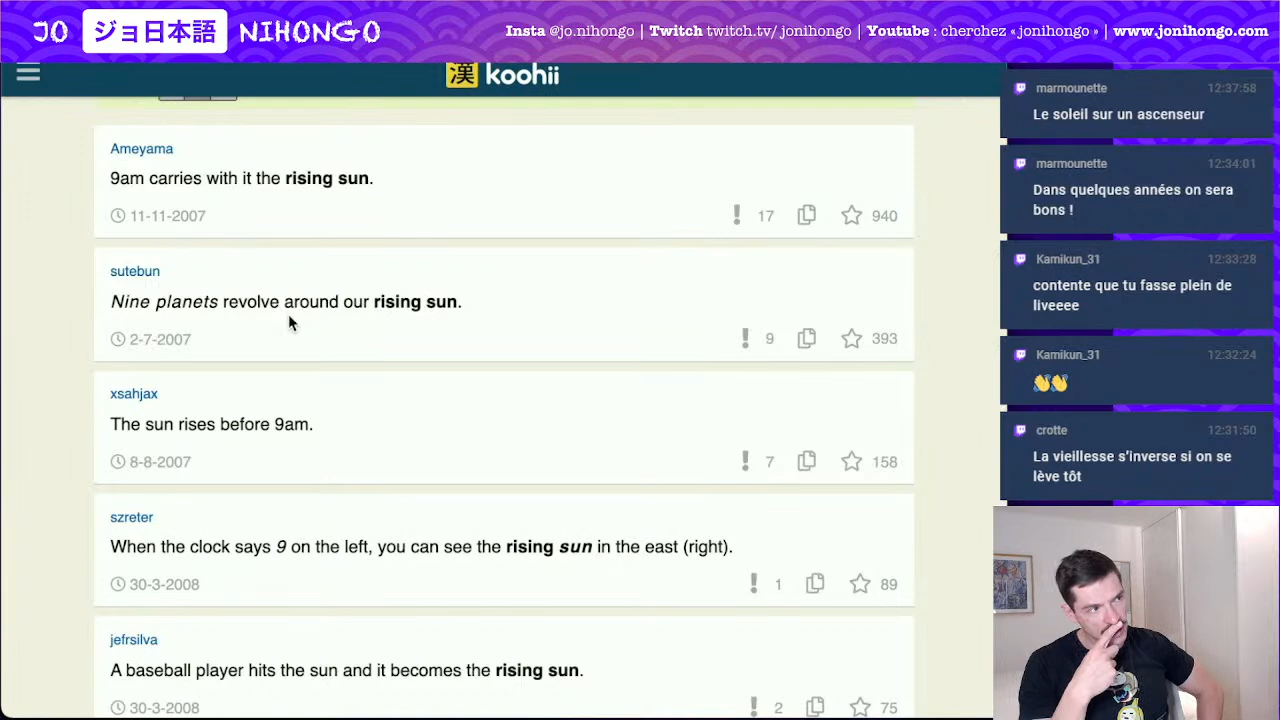 JO ジョ日本語 NIHONGO
Insta @jo.nihongo | Twitch twitch.tv/jonihongo | Youtube : cherchez « jonihongo » | www.jonihongo.com
漢 koohii
Ameyama
9am carries with it the rising sun.
11-11-2007 17 940
sutebun
Nine planets revolve around our rising sun.
2-7-2007 9 393
xsahjax
The sun rises before 9am.
8-8-2007 7 158
szreter
When the clock says 9 on the left, you can see the rising sun in the east (right).
30-3-2008 1 89
jefrsilva
A baseball player hits the sun and it becomes the rising sun.
30-3-2008 2 75
marmounette 12:37:58
Le soleil sur un ascenseur
marmounette 12:34:01
Dans quelques années on sera
bons !
Kamikun_31 12:33:28
contente que tu fasse plein de
liveeee
Kamikun_31 12:32:24
👏👏
crotte 12:31:50
La vieillesse s'inverse si on se
lève tôt